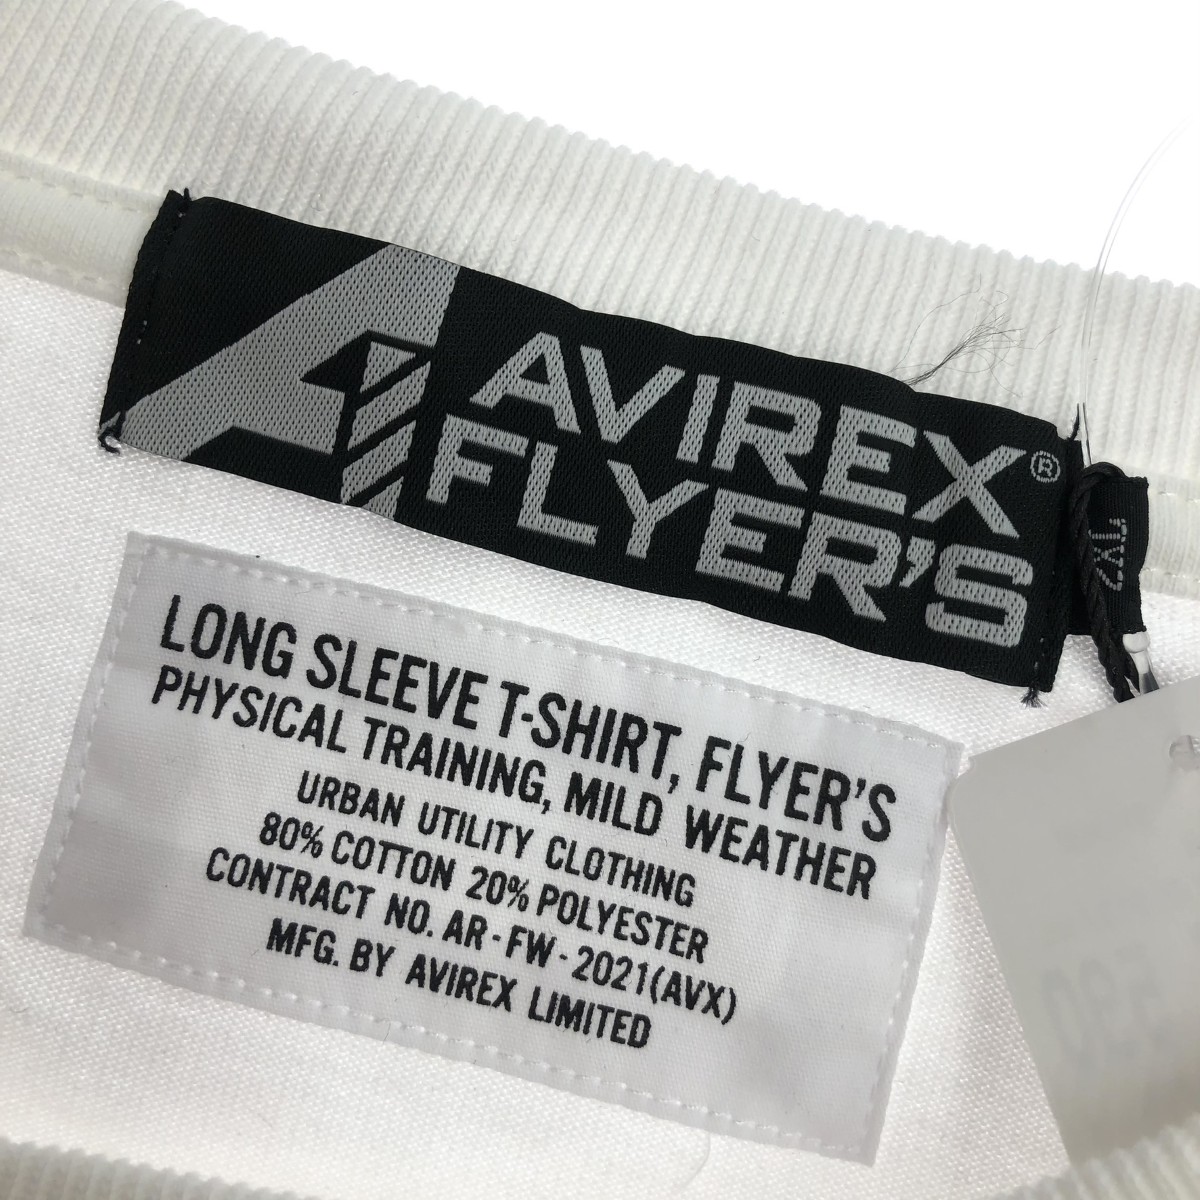 AVIREX®
FLYER'S
2XL
LONG SLEEVE T-SHIRT, FLYER'S
PHYSICAL TRAINING, MILD WEATHER
URBAN UTILITY CLOTHING
80% COTTON 20% POLYESTER
CONTRACT NO. AR-FW-2021(AVX)
MFG. BY AVIREX LIMITED